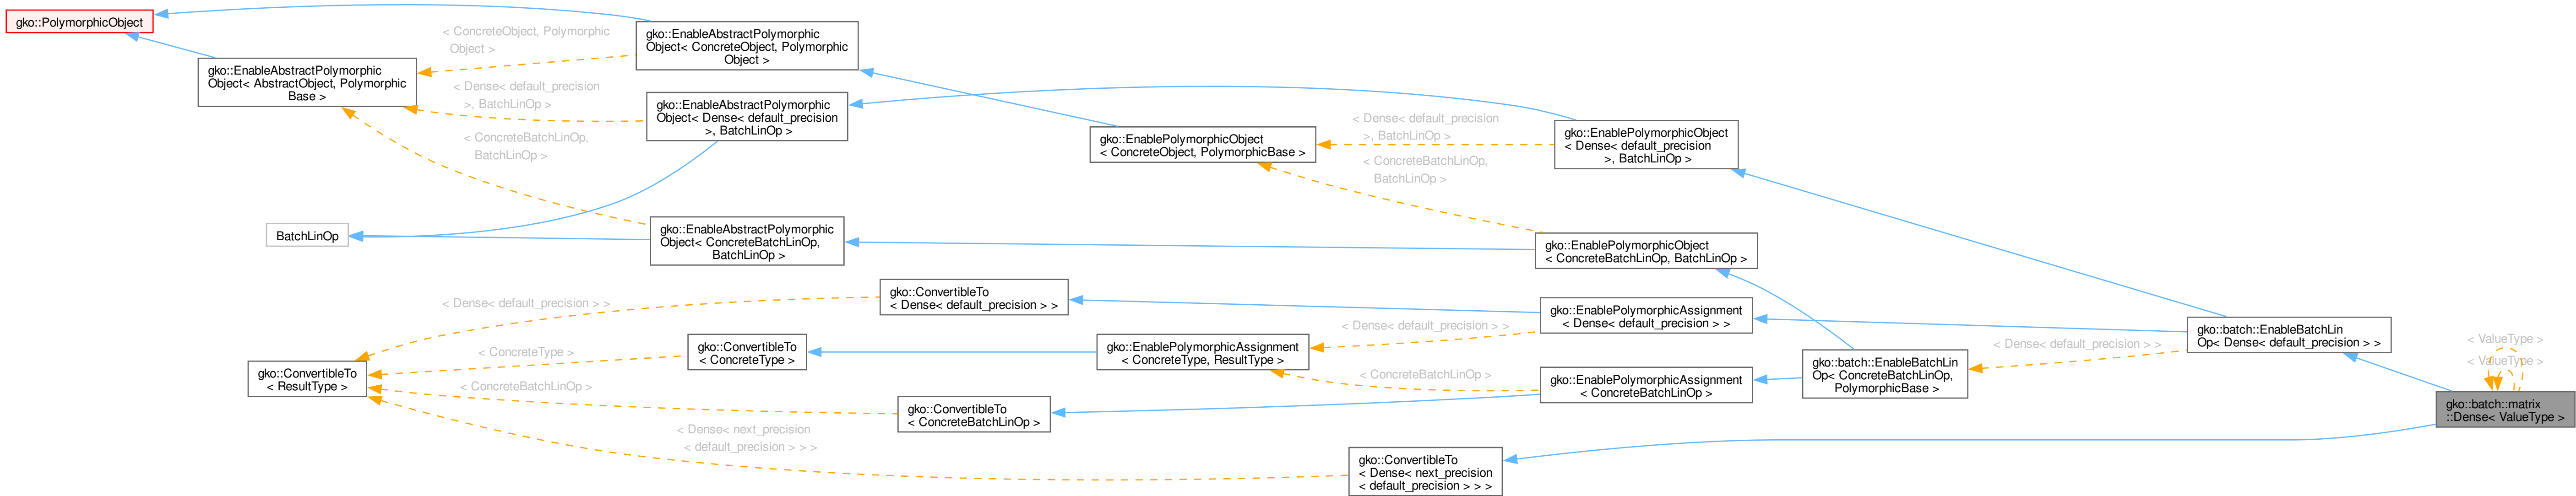 gko::PolymorphicObject
gko::EnableAbstractPolymorphic
Object< AbstractObject, Polymorphic
Base >
BatchLinOp
gko::ConvertibleTo
< ResultType >
< ConcreteObject, Polymorphic
Object >
< Dense< default_precision
>, BatchLinOp >
< ConcreteBatchLinOp,
BatchLinOp >
< Dense< default_precision > >
< ConcreteType >
< ConcreteBatchLinOp >
< Dense< next_precision
< default_precision > > >
gko::EnableAbstractPolymorphic
Object< ConcreteObject, Polymorphic
Object >
gko::EnableAbstractPolymorphic
Object< Dense< default_precision
>, BatchLinOp >
gko::EnableAbstractPolymorphic
Object< ConcreteBatchLinOp,
BatchLinOp >
gko::ConvertibleTo
< Dense< default_precision > >
gko::ConvertibleTo
< ConcreteType >
gko::ConvertibleTo
< ConcreteBatchLinOp >
gko::EnablePolymorphicObject
< ConcreteObject, PolymorphicBase >
gko::EnablePolymorphicAssignment
< ConcreteType, ResultType >
gko::ConvertibleTo
< Dense< next_precision
< default_precision > > >
< Dense< default_precision
>, BatchLinOp >
< ConcreteBatchLinOp,
BatchLinOp >
< Dense< default_precision > >
< ConcreteBatchLinOp >
gko::EnablePolymorphicObject
< Dense< default_precision
>, BatchLinOp >
gko::EnablePolymorphicObject
< ConcreteBatchLinOp, BatchLinOp >
gko::EnablePolymorphicAssignment
< Dense< default_precision > >
gko::EnablePolymorphicAssignment
< ConcreteBatchLinOp >
gko::batch::EnableBatchLin
Op< ConcreteBatchLinOp,
PolymorphicBase >
< Dense< default_precision > >
gko::batch::EnableBatchLin
Op< Dense< default_precision > >
< ValueType >
< ValueType >
gko::batch::matrix
::Dense< ValueType >